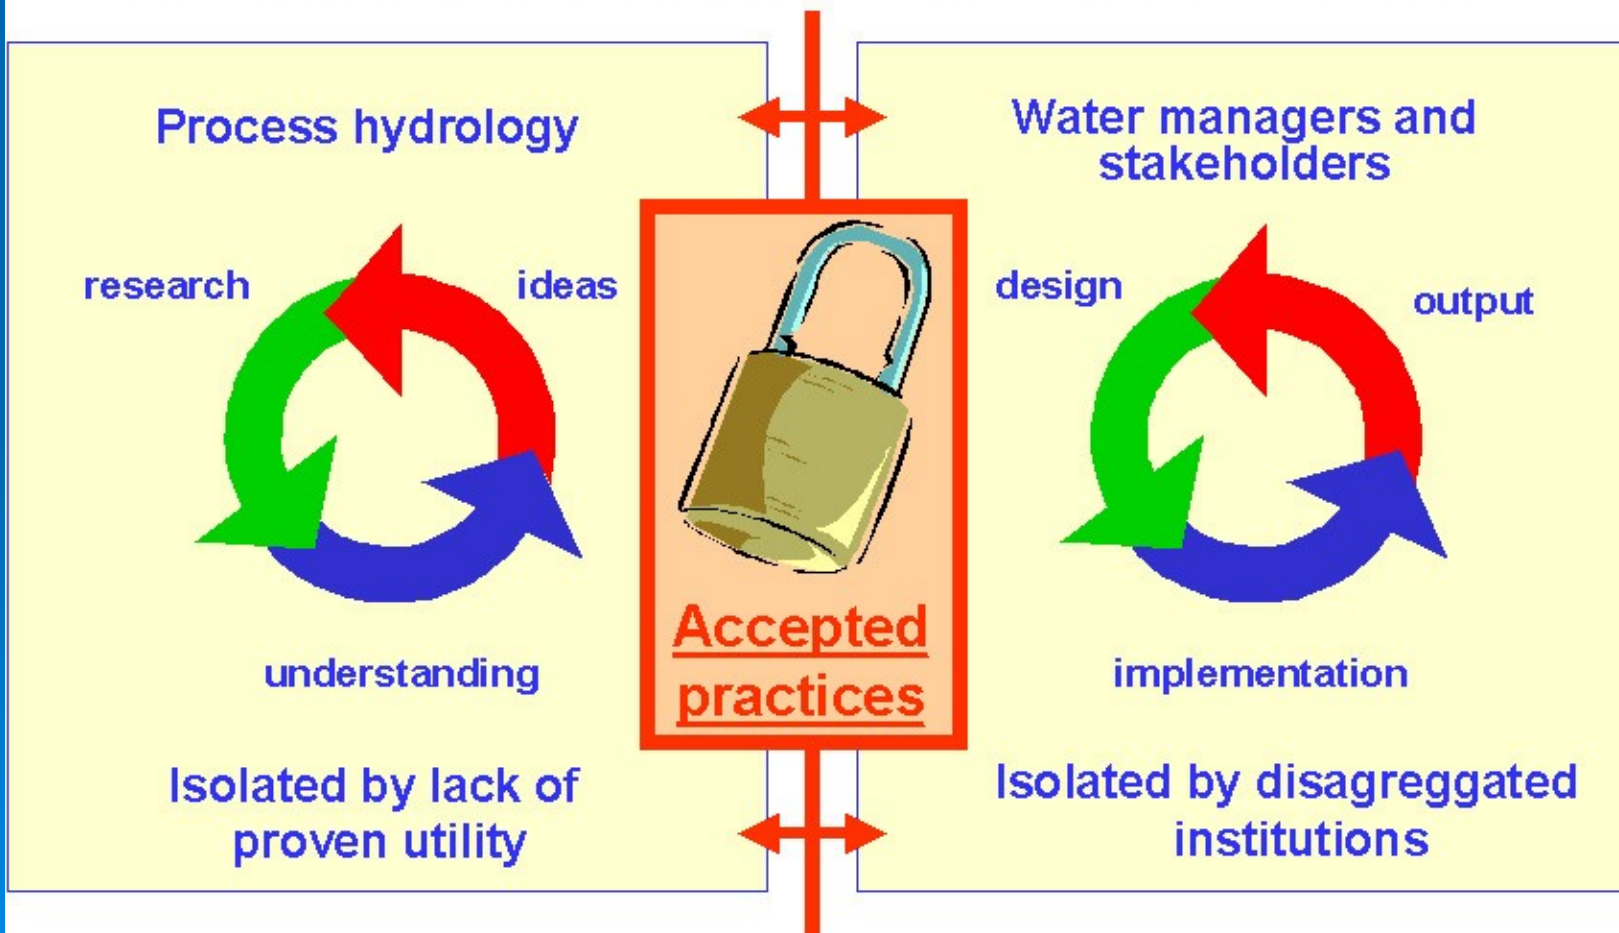 Process hydrology
research
ideas
understanding
Isolated by lack of
proven utility
Accepted
practices
Water managers and
stakeholders
design
output
implementation
Isolated by disagreggated
institutions